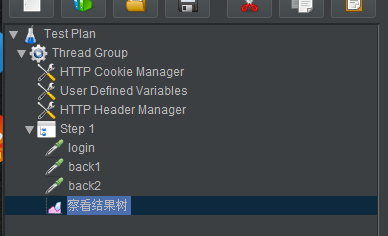 Test Plan
Thread Group
HTTP Cookie Manager
User Defined Variables
HTTP Header Manager
Step 1
login
back1
back2
察看结果树